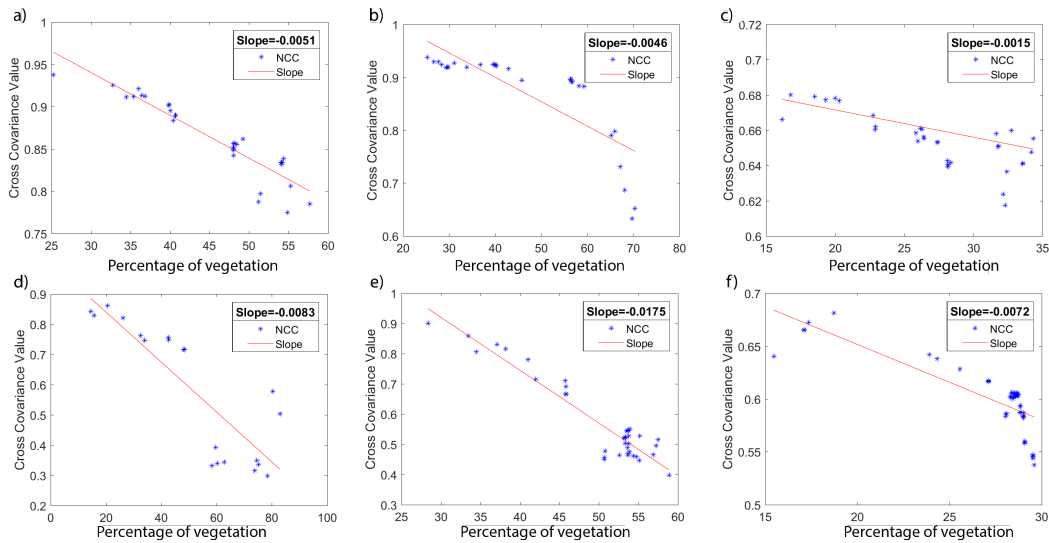 a)
Slope=-0.0051
NCC
Slope
1
0.95
0.9
0.85
0.8
0.75
Cross Covariance Value
25 30 35 40 45 50 55 60
Percentage of vegetation
b)
Slope=-0.0046
NCC
Slope
1
0.9
0.8
0.7
0.6
Cross Covariance Value
20 30 40 50 60 70 80
Percentage of vegetation
c)
Slope=-0.0015
NCC
Slope
0.72
0.7
0.68
0.66
0.64
0.62
0.6
Cross Covariance Value
15 20 25 30 35
Percentage of vegetation
d)
Slope=-0.0083
NCC
Slope
0.9
0.8
0.7
0.6
0.5
0.4
0.3
0.2
Cross Covariance Value
0 20 40 60 80 100
Percentage of vegetation
e)
Slope=-0.0175
NCC
Slope
1
0.9
0.8
0.7
0.6
0.5
0.4
0.3
Cross Covariance Value
25 30 35 40 45 50 55 60
Percentage of vegetation
f)
Slope=-0.0072
NCC
Slope
0.7
0.65
0.6
0.55
0.5
Cross Covariance Value
15 20 25 30
Percentage of vegetation